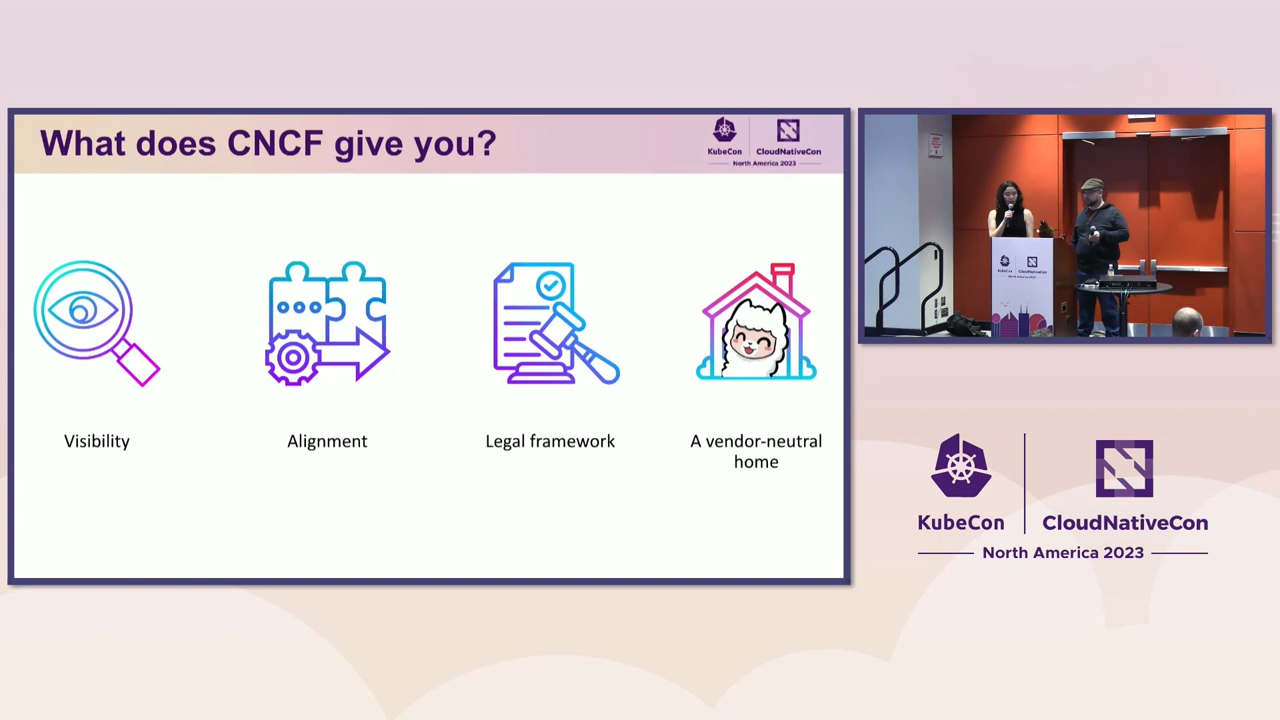 What does CNCF give you?
KubeCon
CloudNativeCon
North America 2023
Visibility
Alignment
Legal framework
A vendor-neutral
home
KubeCon
CloudNativeCon
North America 2023